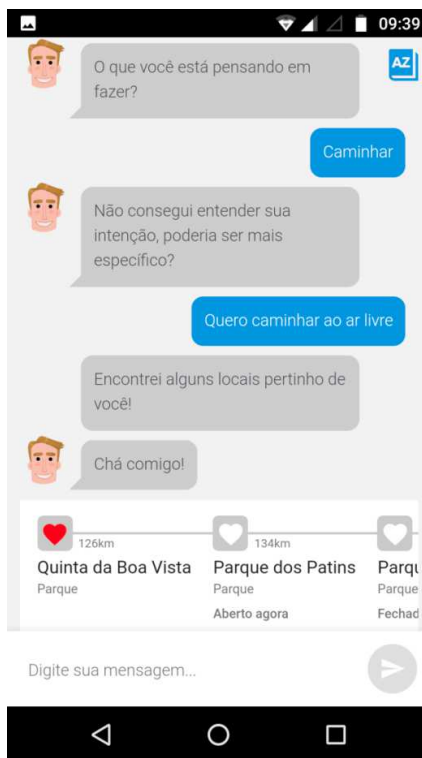 09:39
O que você está pensando em
fazer?
AZ
Caminhar
Não consegui entender sua
intenção, poderia ser mais
específico?
Quero caminhar ao ar livre
Encontrei alguns locais pertinho de
você!
Chá comigo!
126km
134km
Quinta da Boa Vista
Parque dos Patins
Parqu
Parque
Parque
Parque
Aberto agora
Fechad
Digite sua mensagem...